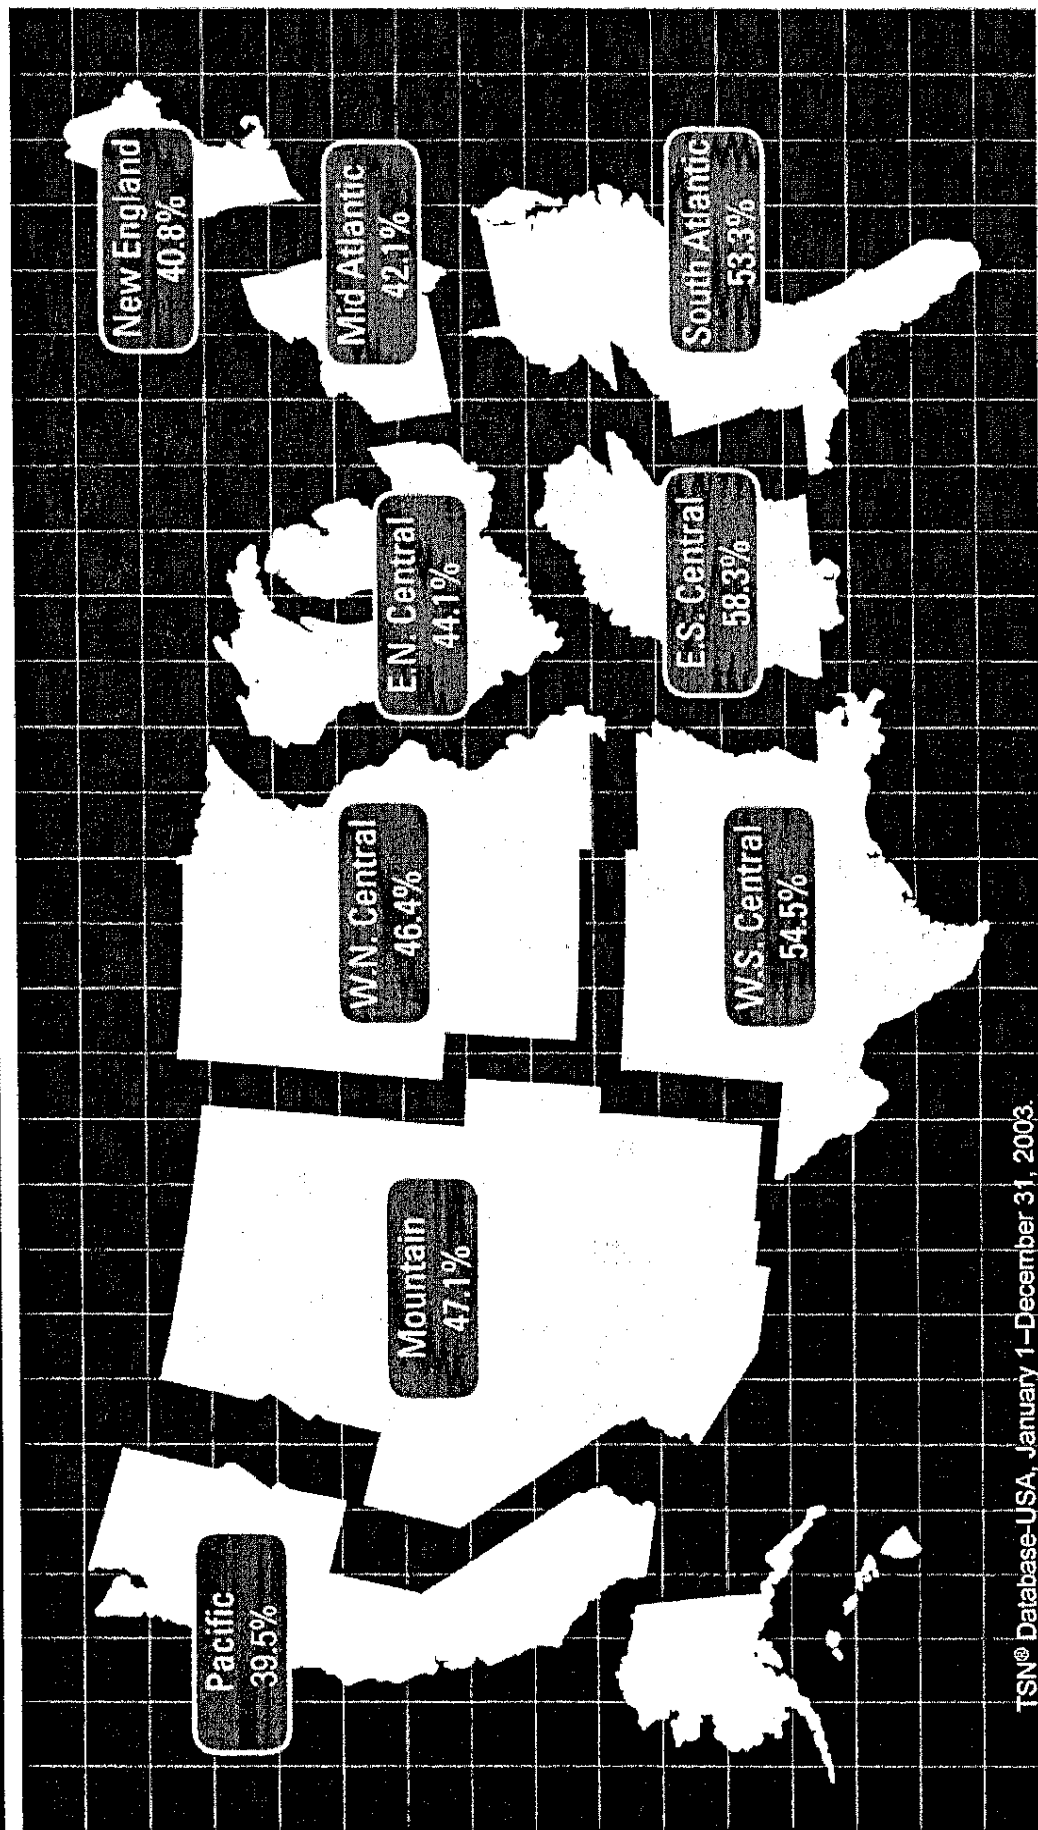 New England
40.8%
Mid Atlantic
42.1%
South Atlantic
53.3%
E.N. Central
44.1%
E.S. Central
58.3%
W.N. Central
46.4%
W.S. Central
54.5%
Mountain
47.1%
Pacific
39.5%
TSN® Database-USA, January 1–December 31, 2003.